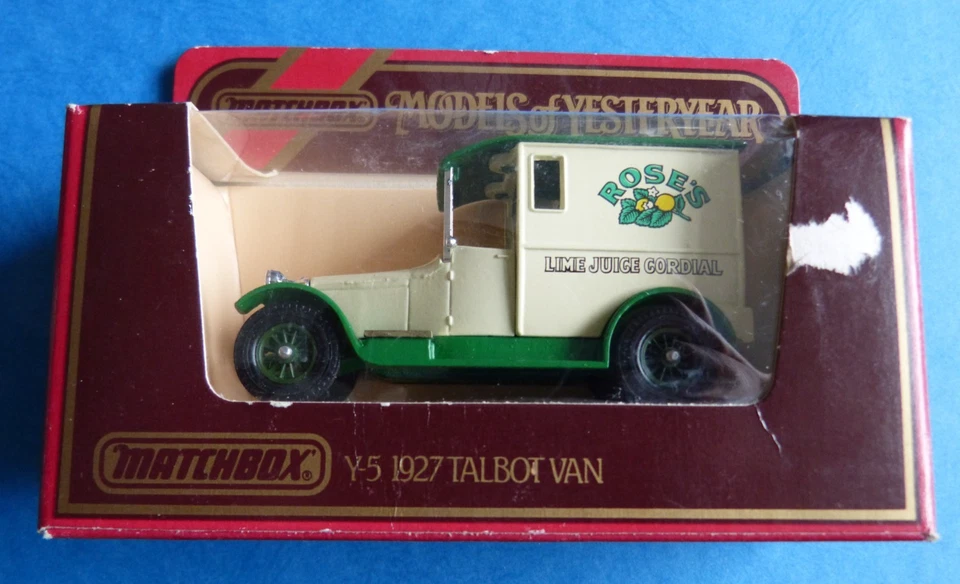 MATCHBOX MODELS of YESTERYEAR
ROSE'S
LIME JUICE CORDIAL
MATCHBOX® Y-5 1927 TALBOT VAN